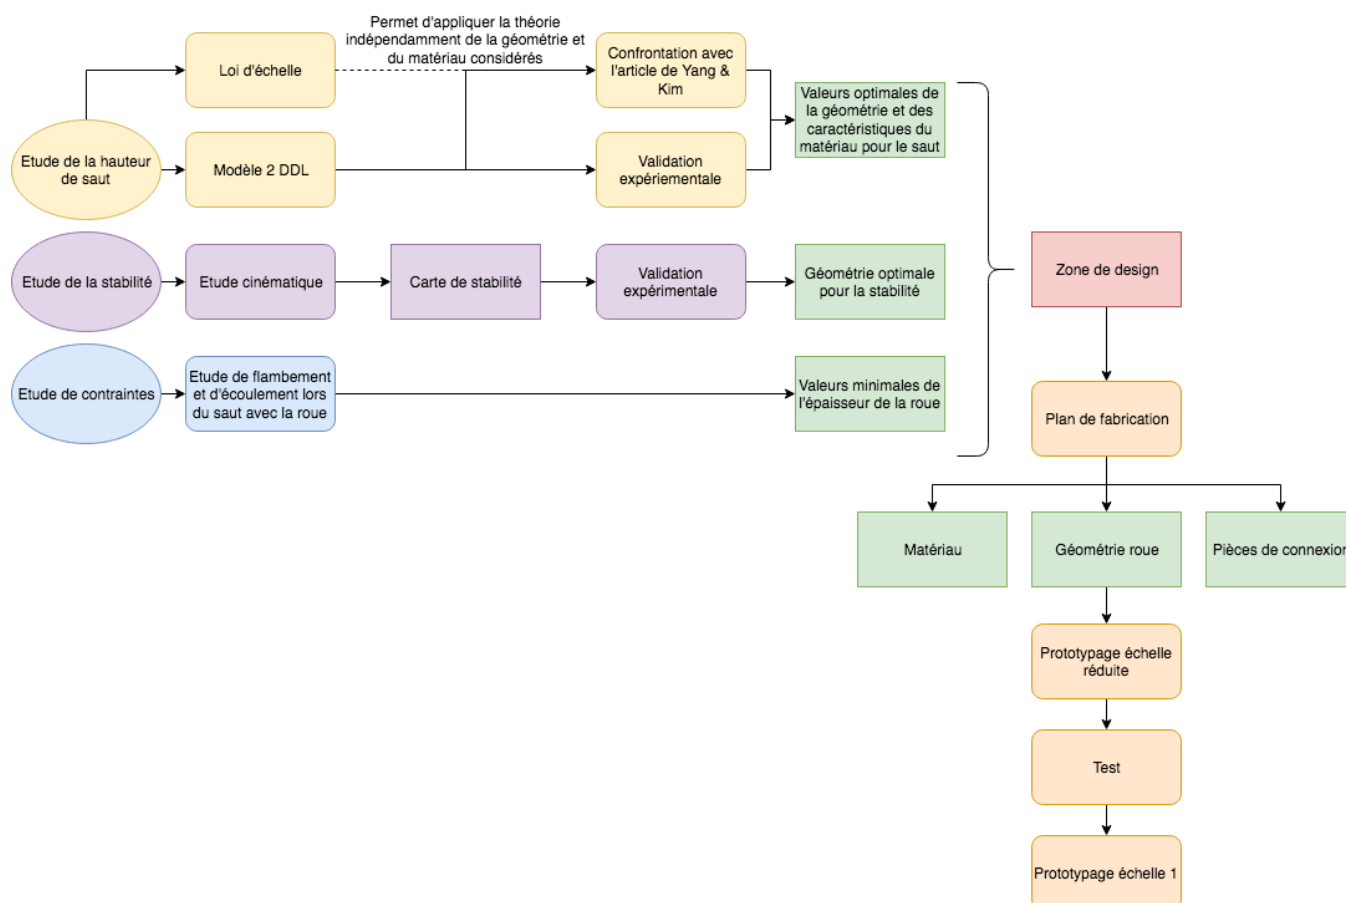 Permet d'appliquer la théorie
indépendamment de la géométrie et
du matériau considérés
Loi d'échelle
Confrontation avec
l'article de Yang &
Kim
Valeurs optimales de
la géométrie et des
caractéristiques du
matériau pour le saut
Etude de la hauteur
de saut
Modèle 2 DDL
Validation
expériementale
Etude de la stabilité
Etude cinématique
Carte de stabilité
Validation
expérimentale
Géométrie optimale
pour la stabilité
Zone de design
Etude de contraintes
Etude de flambement
et d'écoulement lors
du saut avec la roue
Valeurs minimales de
l'épaisseur de la roue
Plan de fabrication
Matériau
Géométrie roue
Pièces de connexion
Prototypage échelle
réduite
Test
Prototypage échelle 1